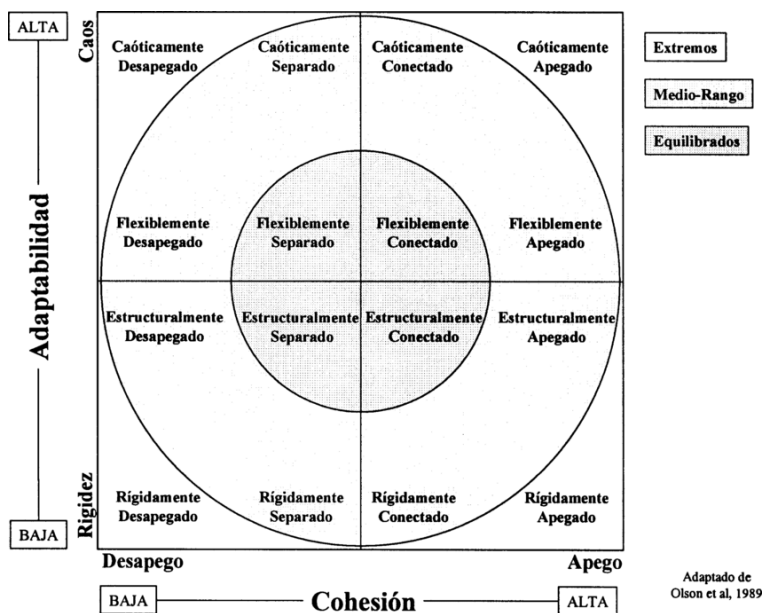 ALTA
Adaptabilidad
BAJA
Caos
Rigidez
Caóticamente Caóticamente Caóticamente Caóticamente
Desapegado Separado Conectado Apegado
Flexiblemente Flexiblemente Flexiblemente Flexiblemente
Desapegado Separado Conectado Apegado
Estructuralmente Estructuralmente Estructuralmente Estructuralmente
Desapegado Separado Conectado Apegado
Rígidamente Rígidamente Rígidamente Rígidamente
Desapegado Separado Conectado Apegado
Desapego Apego
BAJA Cohesión ALTA
Extremos
Medio-Rango
Equilibrados
Adaptado de
Olson et al, 1989